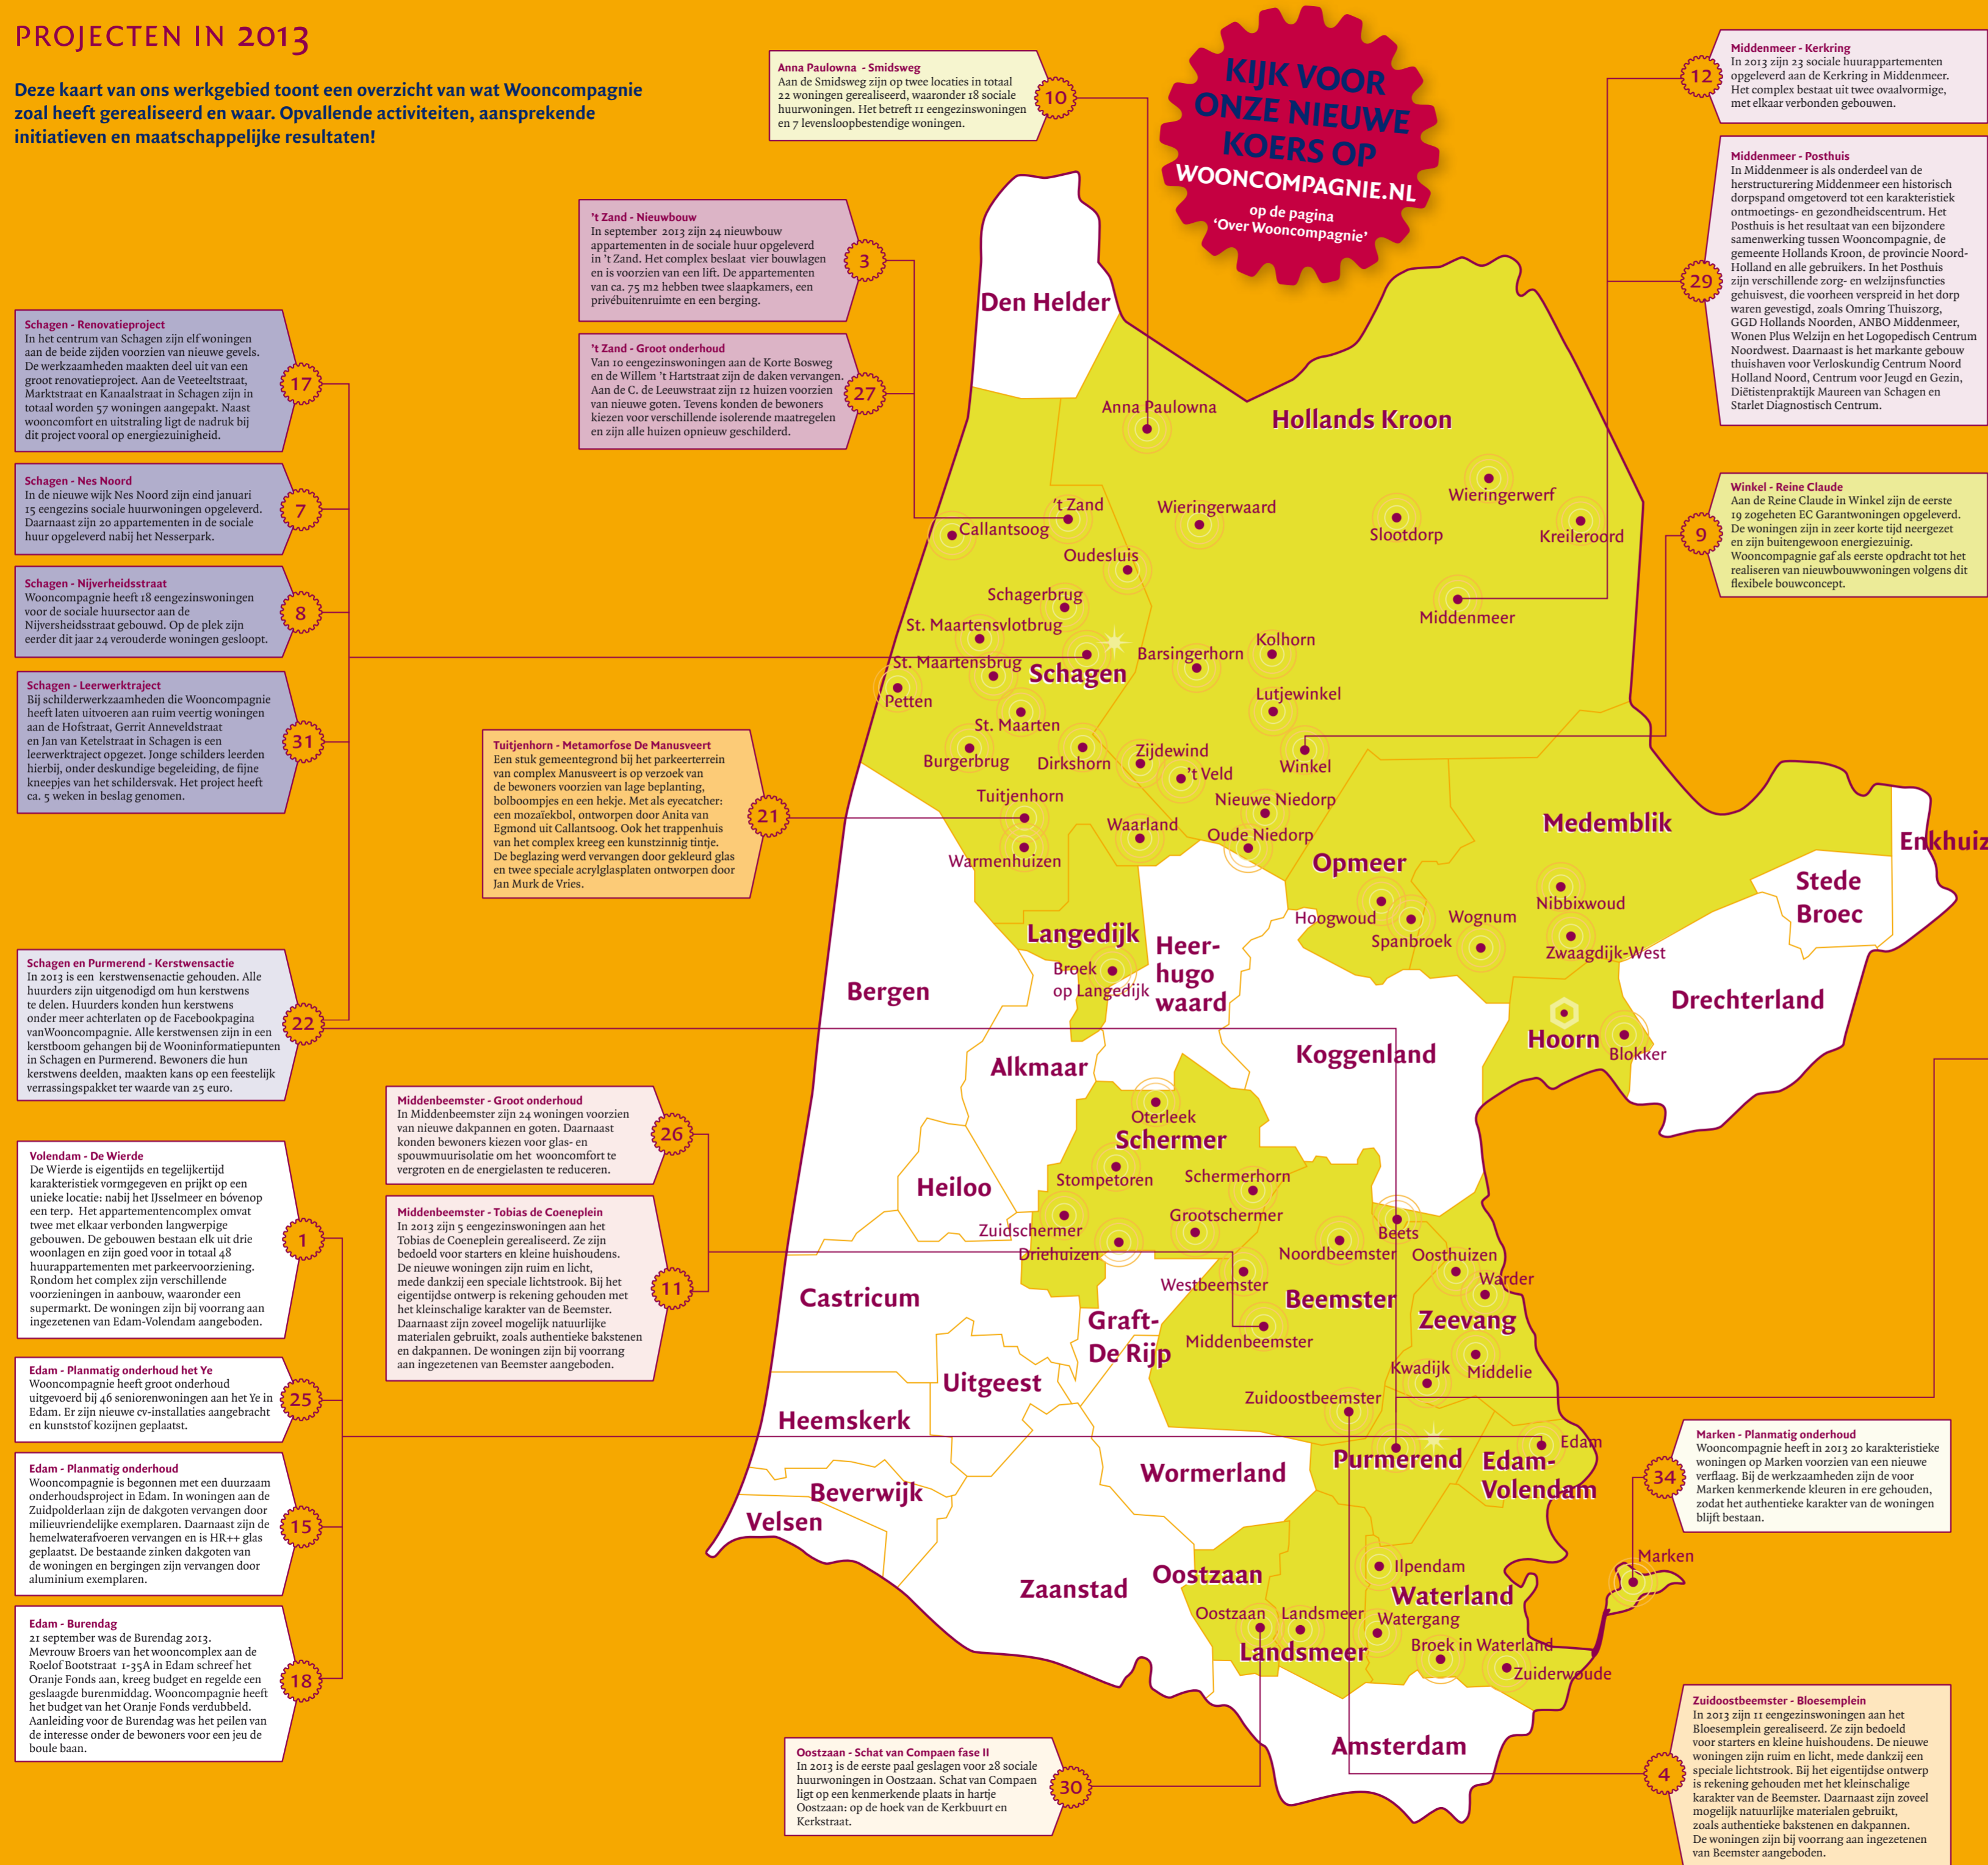 PROJECTEN IN 2013
Deze kaart van ons werkgebied toont een overzicht van wat Wooncompagnie
zoal heeft gerealiseerd en waar. Opvallende activiteiten, aansprekende
initiatieven en maatschappelijke resultaten!
KIJK VOOR
ONZE NIEUWE
KOERS OP
WOONCOMPAGNIE.NL
op de pagina
‘Over Wooncompagnie’
Anna Paulowna - Smidsweg
Aan de Smidsweg zijn op twee locaties in totaal
22 woningen gerealiseerd, waaronder 18 sociale
huurwoningen. Het betreft 11 eengezinswoningen
en 7 levensloopbestendige woningen.
10
Middenmeer - Kerkring
In 2013 zijn 23 sociale huurappartementen
opgeleverd aan de Kerkring in Middenmeer.
Het complex bestaat uit twee ovaalvormige,
met elkaar verbonden gebouwen.
12
Middenmeer - Posthuis
In Middenmeer is als onderdeel van de
herstructurering Middenmeer een historisch
dorpspand omgetoverd tot een karakteristiek
ontmoetings- en gezondheidscentrum. Het
Posthuis is het resultaat van een bijzondere
samenwerking tussen Wooncompagnie, de
gemeente Hollands Kroon, de provincie Noord-
Holland en alle gebruikers. In het Posthuis
zijn verschillende zorg- en welzijnsfuncties
gehuisvest, die voorheen verspreid in het dorp
waren gevestigd, zoals Omring Thuiszorg,
GGD Hollands Noorden, ANBO Middenmeer,
Wonen Plus Welzijn en het Logopedisch Centrum
Noordwest. Daarnaast is het markante gebouw
thuishaven voor Verloskundig Centrum Noord
Holland Noord, Centrum voor Jeugd en Gezin,
Diëtistenpraktijk Maureen van Schagen en
Starlet Diagnostisch Centrum.
29
’t Zand - Nieuwbouw
In september 2013 zijn 24 nieuwbouw
appartementen in de sociale huur opgeleverd
in ’t Zand. Het complex beslaat vier bouwlagen
en is voorzien van een lift. De appartementen
van ca. 75 m2 hebben twee slaapkamers, een
privébuitenruimte en een berging.
3
’t Zand - Groot onderhoud
Van 10 eengezinswoningen aan de Korte Bosweg
en de Willem ’t Hartstraat zijn de daken vervangen.
Aan de C. de Leeuwstraat zijn 12 huizen voorzien
van nieuwe goten. Tevens konden de bewoners
kiezen voor verschillende isolerende maatregelen
en zijn alle huizen opnieuw geschilderd.
27
Schagen - Renovatieproject
In het centrum van Schagen zijn elf woningen
aan de beide zijden voorzien van nieuwe gevels.
De werkzaamheden maakten deel uit van een
groot renovatieproject. Aan de Veeteeltstraat,
Marktstraat en Kanaalstraat in Schagen zijn in
totaal worden 57 woningen aangepakt. Naast
wooncomfort en uitstraling ligt de nadruk bij
dit project vooral op energiezuinigheid.
17
Schagen - Nes Noord
In de nieuwe wijk Nes Noord zijn eind januari
15 eengezins sociale huurwoningen opgeleverd.
Daarnaast zijn 20 appartementen in de sociale
huur opgeleverd nabij het Nesserpark.
7
Schagen - Nijverheidsstraat
Wooncompagnie heeft 18 eengezinswoningen
voor de sociale huursector aan de
Nijversheidsstraat gebouwd. Op de plek zijn
eerder dit jaar 24 verouderde woningen gesloopt.
8
Schagen - Leerwerktraject
Bij schilderwerkzaamheden die Wooncompagnie
heeft laten uitvoeren aan ruim veertig woningen
aan de Hofstraat, Gerrit Anneveldstraat
en Jan van Ketelstraat in Schagen is een
leerwerktraject opgezet. Jonge schilders leerden
hierbij, onder deskundige begeleiding, de fijne
kneepjes van het schildersvak. Het project heeft
ca. 5 weken in beslag genomen.
31
Winkel - Reine Claude
Aan de Reine Claude in Winkel zijn de eerste
19 zogeheten EC Garantwoningen opgeleverd.
De woningen zijn in zeer korte tijd neergezet
en zijn buitengewoon energiezuinig.
Wooncompagnie gaf als eerste opdracht tot het
realiseren van nieuwbouwwoningen volgens dit
flexibele bouwconcept.
9
Tuitjenhorn - Metamorfose De Manusveert
Een stuk gemeentegrond bij het parkeerterrein
van complex Manusveert is op verzoek van
de bewoners voorzien van lage beplanting,
bolboompjes en een hekje. Met als eyecatcher:
een mozaïekbol, ontworpen door Anita van
Egmond uit Callantsoog. Ook het trappenhuis
van het complex kreeg een kunstzinnig tintje.
De beglazing werd vervangen door gekleurd glas
en twee speciale acrylglasplaten ontworpen door
Jan Murk de Vries.
21
Schagen en Purmerend - Kerstwensactie
In 2013 is een kerstwensenactie gehouden. Alle
huurders zijn uitgenodigd om hun kerstwens
te delen. Huurders konden hun kerstwens
onder meer achterlaten op de Facebookpagina
vanWooncompagnie. Alle kerstwensen zijn in een
kerstboom gehangen bij de Wooninformatiepunten
in Schagen en Purmerend. Bewoners die hun
kerstwens deelden, maakten kans op een feestelijk
verrassingspakket ter waarde van 25 euro.
22
Middenbeemster - Groot onderhoud
In Middenbeemster zijn 24 woningen voorzien
van nieuwe dakpannen en goten. Daarnaast
konden bewoners kiezen voor glas- en
spouwmuurisolatie om het wooncomfort te
vergroten en de energielasten te reduceren.
26
Middenbeemster - Tobias de Coeneplein
In 2013 zijn 5 eengezinswoningen aan het
Tobias de Coeneplein gerealiseerd. Ze zijn
bedoeld voor starters en kleine huishoudens.
De nieuwe woningen zijn ruim en licht,
mede dankzij een speciale lichtstrook. Bij het
eigentijdse ontwerp is rekening gehouden met
het kleinschalige karakter van de Beemster.
Daarnaast zijn zoveel mogelijk natuurlijke
materialen gebruikt, zoals authentieke bakstenen
en dakpannen. De woningen zijn bij voorrang
aan ingezetenen van Beemster aangeboden.
11
Volendam - De Wierde
De Wierde is eigentijds en tegelijkertijd
karakteristiek vormgegeven en prijkt op een
unieke locatie: nabij het IJsselmeer en bóvenop
een terp. Het appartementencomplex omvat
twee met elkaar verbonden langwerpige
gebouwen. De gebouwen bestaan elk uit drie
woonlagen en zijn goed voor in totaal 48
huurappartementen met parkeervoorziening.
Rondom het complex zijn verschillende
voorzieningen in aanbouw, waaronder een
supermarkt. De woningen zijn bij voorrang aan
ingezetenen van Edam-Volendam aangeboden.
1
Edam - Planmatig onderhoud het Ye
Wooncompagnie heeft groot onderhoud
uitgevoerd bij 46 seniorenwoningen aan het Ye in
Edam. Er zijn nieuwe cv-installaties aangebracht
en kunststof kozijnen geplaatst.
25
Edam - Planmatig onderhoud
Wooncompagnie is begonnen met een duurzaam
onderhoudsproject in Edam. In woningen aan de
Zuidpolderlaan zijn de dakgoten vervangen door
milieuvriendelijke exemplaren. Daarnaast zijn de
hemelwaterafvoeren vervangen en is HR++ glas
geplaatst. De bestaande zinken dakgoten van
de woningen en bergingen zijn vervangen door
aluminium exemplaren.
15
Edam - Burendag
21 september was de Burendag 2013.
Mevrouw Broers van het wooncomplex aan de
Roelof Bootstraat 1-35A in Edam schreef het
Oranje Fonds aan, kreeg budget en regelde een
geslaagde burenmiddag. Wooncompagnie heeft
het budget van het Oranje Fonds verdubbeld.
Aanleiding voor de Burendag was het peilen van
de interesse onder de bewoners voor een jeu de
boule baan.
18
Oostzaan - Schat van Compaen fase II
In 2013 is de eerste paal geslagen voor 28 sociale
huurwoningen in Oostzaan. Schat van Compaen
ligt op een kenmerkende plaats in hartje
Oostzaan: op de hoek van de Kerkbuurt en
Kerkstraat.
30
Marken - Planmatig onderhoud
Wooncompagnie heeft in 2013 20 karakteristieke
woningen op Marken voorzien van een nieuwe
verflaag. Bij de werkzaamheden zijn de voor
Marken kenmerkende kleuren in ere gehouden,
zodat het authentieke karakter van de woningen
blijft bestaan.
34
Zuidoostbeemster - Bloesemplein
In 2013 zijn 11 eengezinswoningen aan het
Bloesemplein gerealiseerd. Ze zijn bedoeld
voor starters en kleine huishoudens. De nieuwe
woningen zijn ruim en licht, mede dankzij een
speciale lichtstrook. Bij het eigentijdse ontwerp
is rekening gehouden met het kleinschalige
karakter van de Beemster. Daarnaast zijn zoveel
mogelijk natuurlijke materialen gebruikt,
zoals authentieke bakstenen en dakpannen.
De woningen zijn bij voorrang aan ingezetenen
van Beemster aangeboden.
4
Den Helder
Anna Paulowna
Hollands Kroon
Wieringerwerf
’t Zand
Wieringerwaard
Callantsoog
Slootdorp
Kreileroord
Oudesluis
Schagerbrug
Middenmeer
St. Maartensvlotbrug
Kolhorn
Barsingerhorn
St. Maartensbrug
Schagen
Petten
Lutjewinkel
St. Maarten
Zijdewind
Burgerbrug
Dirkshorn
Winkel
’t Veld
Tuitjenhorn
Nieuwe Niedorp
Waarland
Oude Niedorp
Medemblik
Enkhuiz
Warmenhuizen
Opmeer
Stede
Broec
Nibbixwoud
Hoogwoud
Wognum
Spanbroek
Langedijk
Heer-
hugo
waard
Zwaagdijk-West
Broek
op Langedijk
Bergen
Drechterland
Hoorn
Blokker
Koggenland
Alkmaar
Oterleek
Schermer
Stompetoren
Schermerhorn
Heiloo
Grootschermer
Zuidschermer
Beets
Driehuizen
Noordbeemster
Oosthuizen
Westbeemster
Warder
Castricum
Beemster
Graft-
De Rijp
Zeevang
Middenbeemster
Kwadijk
Middelie
Uitgeest
Zuidoostbeemster
Heemskerk
Edam
Purmerend
Edam-
Volendam
Wormerland
Beverwijk
Velsen
Marken
Ilpendam
Oostzaan
Zaanstad
Waterland
Oostzaan
Landsmeer
Watergang
Landsmeer
Broek in Waterland
Zuiderwoude
Amsterdam